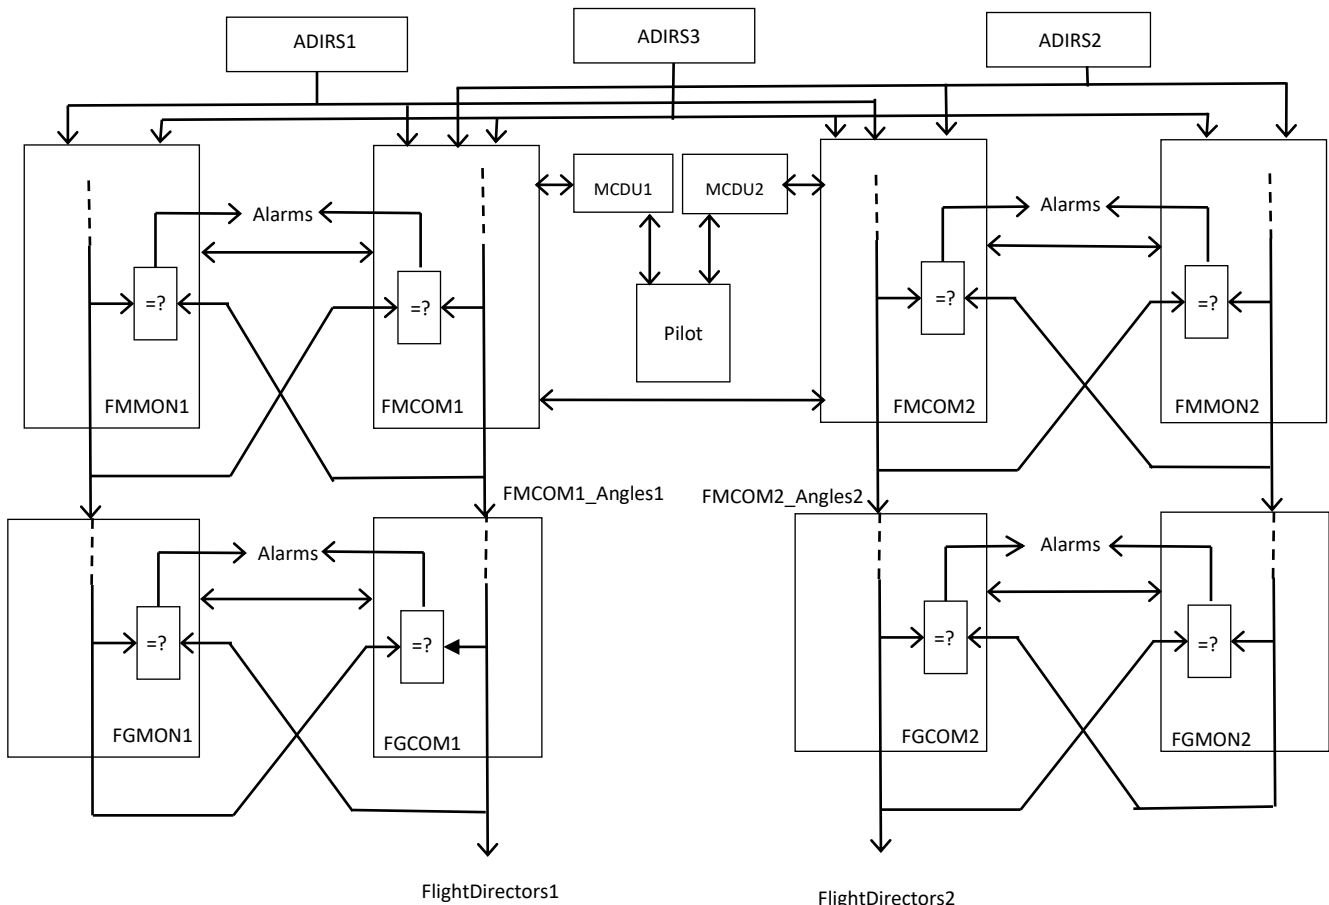 ADIRS1
ADIRS3
ADIRS2
MCDU1
MCDU2
Alarms
Alarms
=?
=?
=?
=?
Pilot
FMMON1
FMCOM1
FMCOM2
FMMON2
FMCOM1_Angles1
FMCOM2_Angles2
Alarms
Alarms
=?
=?
=?
=?
FGMON1
FGCOM1
FGCOM2
FGMON2
FlightDirectors1
FlightDirectors2